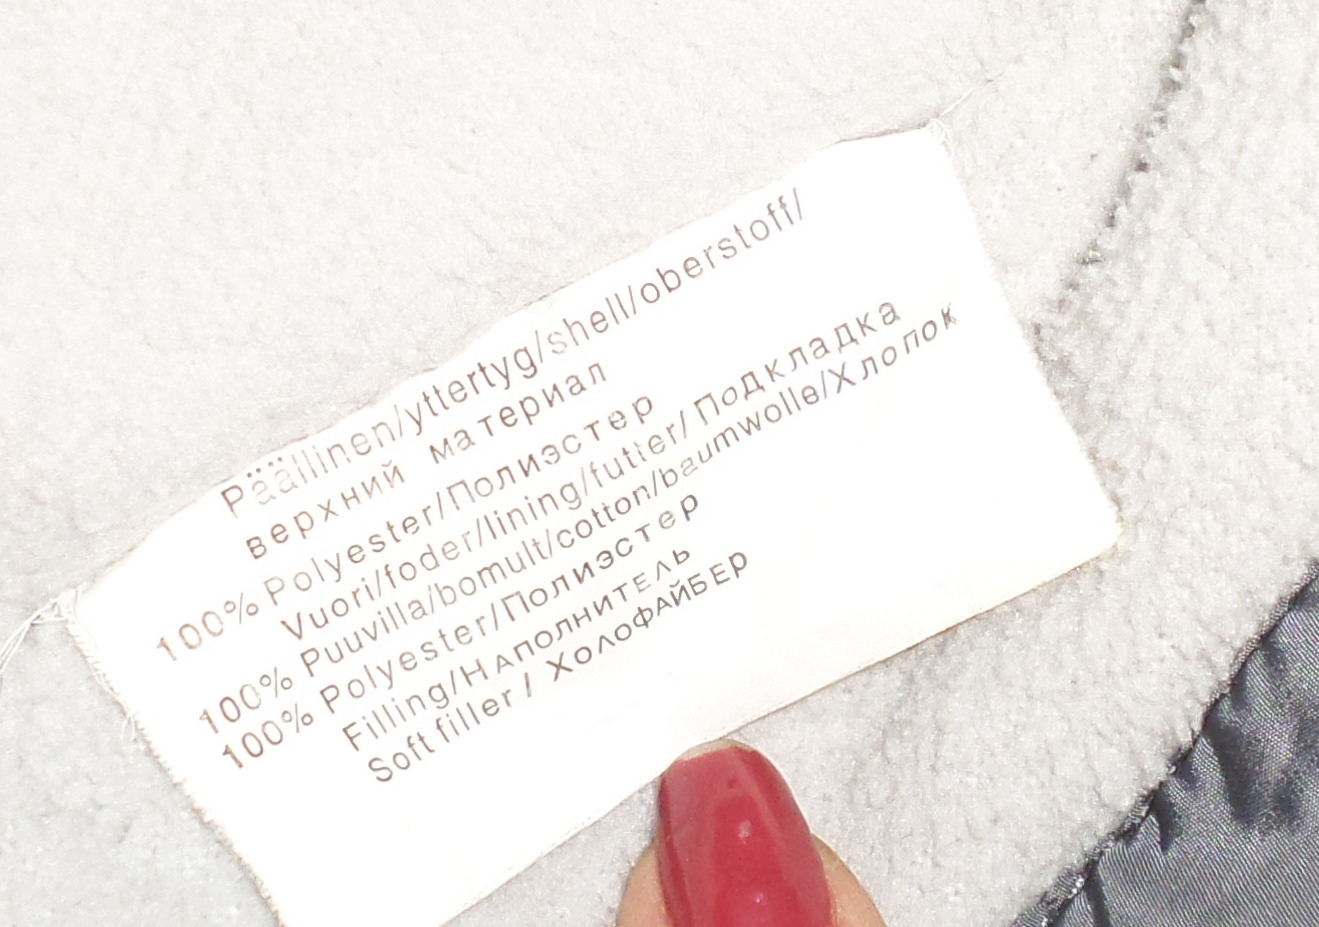 Päällinen/yttertyg/shell/oberstoff/
верхний материал
100% Polyester/Полиэстер
Vuori/foder/lining/futter/Подкладка
100% Puuvilla/bomult/cotton/baumwolle/Хлопок
100% Polyester/Полиэстер
Filling/Наполнитель
Soft filler/ Холофайбер